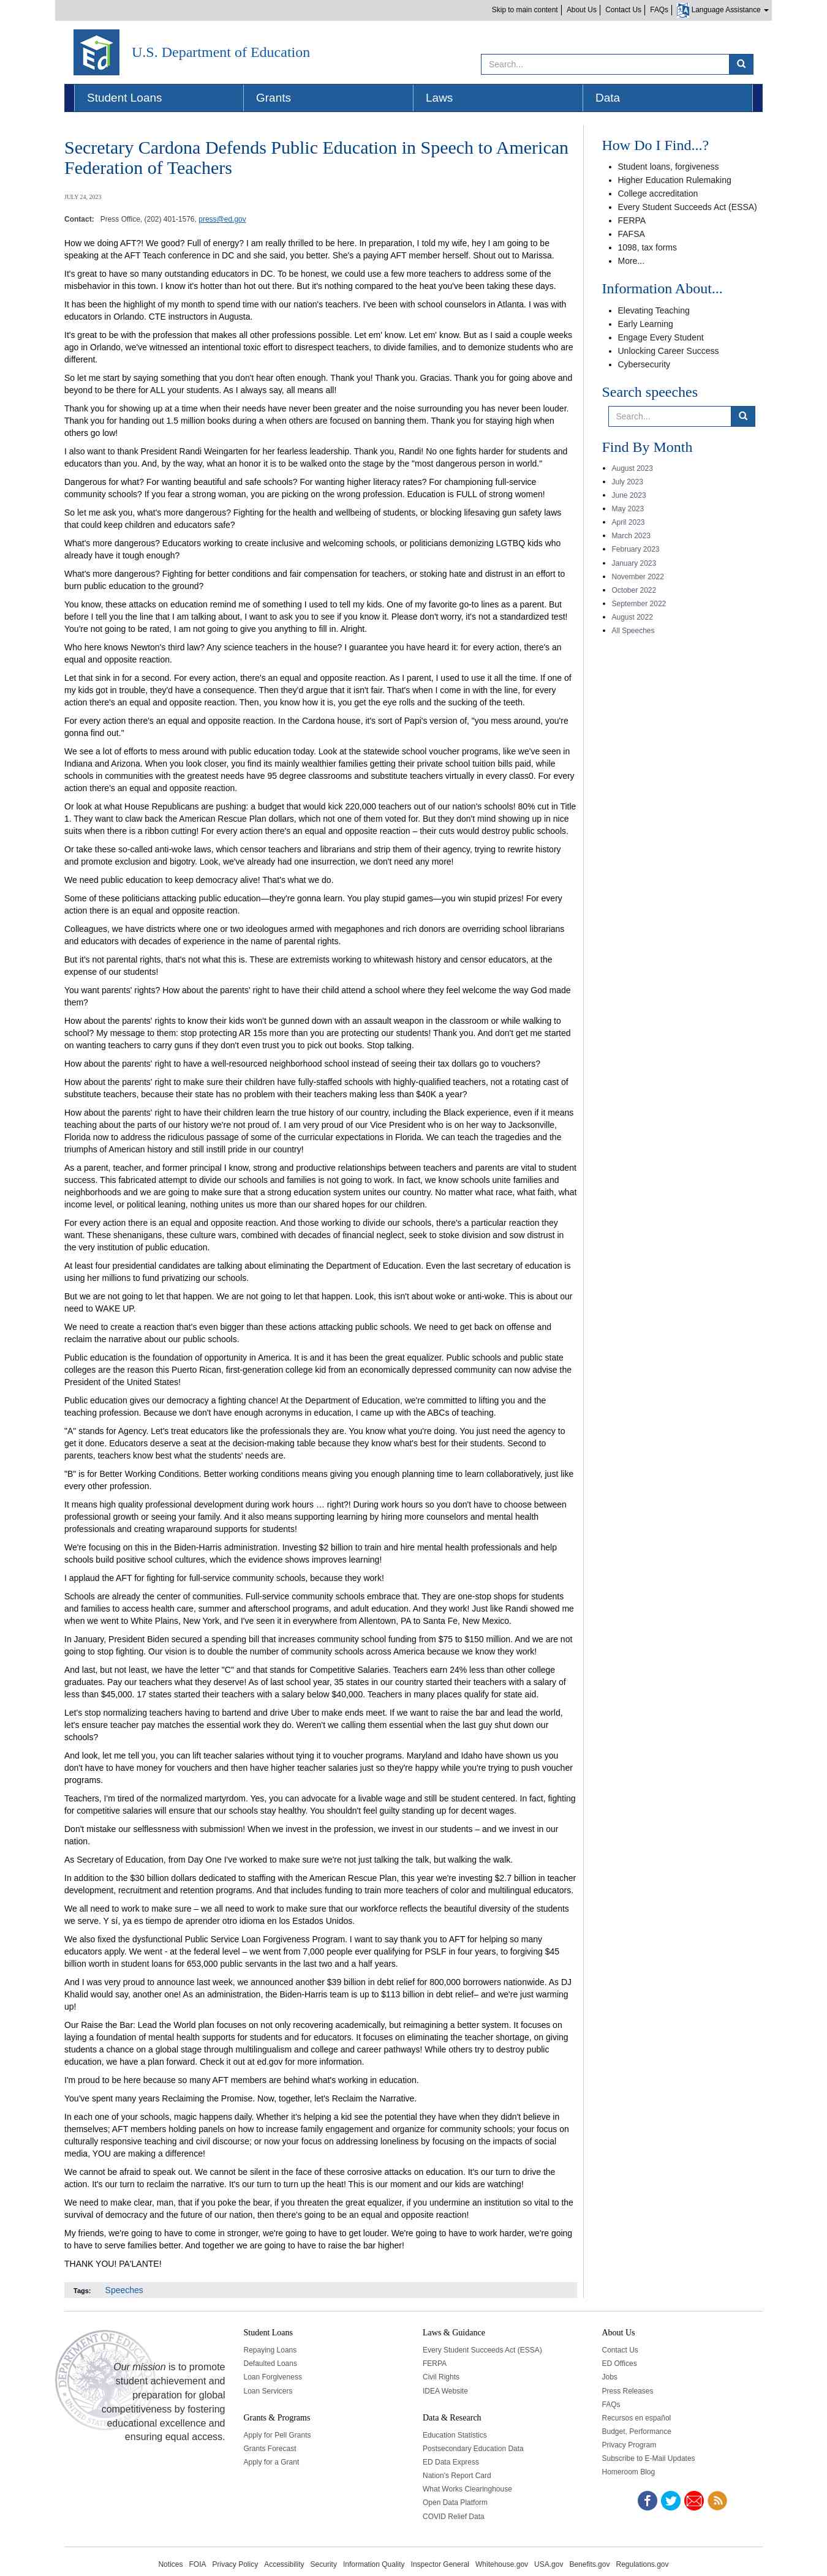 Skip to main content | About Us | Contact Us | FAQs | Language Assistance
U.S. Department of Education
Search...
Student Loans
Grants
Laws
Data
Secretary Cardona Defends Public Education in Speech to American
Federation of Teachers
JULY 24, 2023
Contact: Press Office, (202) 401-1576, press@ed.gov
How we doing AFT?! We good? Full of energy? I am really thrilled to be here. In preparation, I told my wife, hey I am going to be
speaking at the AFT Teach conference in DC and she said, you better. She's a paying AFT member herself. Shout out to Marissa.
It's great to have so many outstanding educators in DC. To be honest, we could use a few more teachers to address some of the
misbehavior in this town. I know it's hotter than hot out there. But it's nothing compared to the heat you've been taking these days.
It has been the highlight of my month to spend time with our nation's teachers. I've been with school counselors in Atlanta. I was with
educators in Orlando. CTE instructors in Augusta.
It's great to be with the profession that makes all other professions possible. Let em' know. Let em' know. But as I said a couple weeks
ago in Orlando, we've witnessed an intentional toxic effort to disrespect teachers, to divide families, and to demonize students who are
different.
So let me start by saying something that you don't hear often enough. Thank you! Thank you. Gracias. Thank you for going above and
beyond to be there for ALL your students. As I always say, all means all!
Thank you for showing up at a time when their needs have never been greater and the noise surrounding you has never been louder.
Thank you for handing out 1.5 million books during a when others are focused on banning them. Thank you for staying high when
others go low!
I also want to thank President Randi Weingarten for her fearless leadership. Thank you, Randi! No one fights harder for students and
educators than you. And, by the way, what an honor is it to be walked onto the stage by the "most dangerous person in world."
Dangerous for what? For wanting beautiful and safe schools? For wanting higher literacy rates? For championing full-service
community schools? If you fear a strong woman, you are picking on the wrong profession. Education is FULL of strong women!
So let me ask you, what's more dangerous? Fighting for the health and wellbeing of students, or blocking lifesaving gun safety laws
that could keep children and educators safe?
What's more dangerous? Educators working to create inclusive and welcoming schools, or politicians demonizing LGTBQ kids who
already have it tough enough?
What's more dangerous? Fighting for better conditions and fair compensation for teachers, or stoking hate and distrust in an effort to
burn public education to the ground?
You know, these attacks on education remind me of something I used to tell my kids. One of my favorite go-to lines as a parent. But
before I tell you the line that I am talking about, I want to ask you to see if you know it. Please don't worry, it's not a standardized test!
You're not going to be rated, I am not going to give you anything to fill in. Alright.
Who here knows Newton's third law? Any science teachers in the house? I guarantee you have heard it: for every action, there's an
equal and opposite reaction.
Let that sink in for a second. For every action, there's an equal and opposite reaction. As I parent, I used to use it all the time. If one of
my kids got in trouble, they'd have a consequence. Then they'd argue that it isn't fair. That's when I come in with the line, for every
action there's an equal and opposite reaction. Then, you know how it is, you get the eye rolls and the sucking of the teeth.
For every action there's an equal and opposite reaction. In the Cardona house, it's sort of Papi's version of, "you mess around, you're
gonna find out."
We see a lot of efforts to mess around with public education today. Look at the statewide school voucher programs, like we've seen in
Indiana and Arizona. When you look closer, you find its mainly wealthier families getting their private school tuition bills paid, while
schools in communities with the greatest needs have 95 degree classrooms and substitute teachers virtually in every class0. For every
action there's an equal and opposite reaction.
Or look at what House Republicans are pushing: a budget that would kick 220,000 teachers out of our nation's schools! 80% cut in Title
1. They want to claw back the American Rescue Plan dollars, which not one of them voted for. But they don't mind showing up in nice
suits when there is a ribbon cutting! For every action there's an equal and opposite reaction – their cuts would destroy public schools.
Or take these so-called anti-woke laws, which censor teachers and librarians and strip them of their agency, trying to rewrite history
and promote exclusion and bigotry. Look, we've already had one insurrection, we don't need any more!
We need public education to keep democracy alive! That's what we do.
Some of these politicians attacking public education—they're gonna learn. You play stupid games—you win stupid prizes! For every
action there is an equal and opposite reaction.
Colleagues, we have districts where one or two ideologues armed with megaphones and rich donors are overriding school librarians
and educators with decades of experience in the name of parental rights.
But it's not parental rights, that's not what this is. These are extremists working to whitewash history and censor educators, at the
expense of our students!
You want parents' rights? How about the parents' right to have their child attend a school where they feel welcome the way God made
them?
How about the parents' rights to know their kids won't be gunned down with an assault weapon in the classroom or while walking to
school? My message to them: stop protecting AR 15s more than you are protecting our students! Thank you. And don't get me started
on wanting teachers to carry guns if they don't even trust you to pick out books. Stop talking.
How about the parents' right to have a well-resourced neighborhood school instead of seeing their tax dollars go to vouchers?
How about the parents' right to make sure their children have fully-staffed schools with highly-qualified teachers, not a rotating cast of
substitute teachers, because their state has no problem with their teachers making less than $40K a year?
How about the parents' right to have their children learn the true history of our country, including the Black experience, even if it means
teaching about the parts of our history we're not proud of. I am very proud of our Vice President who is on her way to Jacksonville,
Florida now to address the ridiculous passage of some of the curricular expectations in Florida. We can teach the tragedies and the
triumphs of American history and still instill pride in our country!
As a parent, teacher, and former principal I know, strong and productive relationships between teachers and parents are vital to student
success. This fabricated attempt to divide our schools and families is not going to work. In fact, we know schools unite families and
neighborhoods and we are going to make sure that a strong education system unites our country. No matter what race, what faith, what
income level, or political leaning, nothing unites us more than our shared hopes for our children.
For every action there is an equal and opposite reaction. And those working to divide our schools, there's a particular reaction they
want. These shenanigans, these culture wars, combined with decades of financial neglect, seek to stoke division and sow distrust in
the very institution of public education.
At least four presidential candidates are talking about eliminating the Department of Education. Even the last secretary of education is
using her millions to fund privatizing our schools.
But we are not going to let that happen. We are not going to let that happen. Look, this isn't about woke or anti-woke. This is about our
need to WAKE UP.
We need to create a reaction that's even bigger than these actions attacking public schools. We need to get back on offense and
reclaim the narrative about our public schools.
Public education is the foundation of opportunity in America. It is and it has been the great equalizer. Public schools and public state
colleges are the reason this Puerto Rican, first-generation college kid from an economically depressed community can now advise the
President of the United States!
Public education gives our democracy a fighting chance! At the Department of Education, we're committed to lifting you and the
teaching profession. Because we don't have enough acronyms in education, I came up with the ABCs of teaching.
"A" stands for Agency. Let's treat educators like the professionals they are. You know what you're doing. You just need the agency to
get it done. Educators deserve a seat at the decision-making table because they know what's best for their students. Second to
parents, teachers know best what the students' needs are.
"B" is for Better Working Conditions. Better working conditions means giving you enough planning time to learn collaboratively, just like
every other profession.
It means high quality professional development during work hours … right?! During work hours so you don't have to choose between
professional growth or seeing your family. And it also means supporting learning by hiring more counselors and mental health
professionals and creating wraparound supports for students!
We're focusing on this in the Biden-Harris administration. Investing $2 billion to train and hire mental health professionals and help
schools build positive school cultures, which the evidence shows improves learning!
I applaud the AFT for fighting for full-service community schools, because they work!
Schools are already the center of communities. Full-service community schools embrace that. They are one-stop shops for students
and families to access health care, summer and afterschool programs, and adult education. And they work! Just like Randi showed me
when we went to White Plains, New York, and I've seen it in everywhere from Allentown, PA to Santa Fe, New Mexico.
In January, President Biden secured a spending bill that increases community school funding from $75 to $150 million. And we are not
going to stop fighting. Our vision is to double the number of community schools across America because we know they work!
And last, but not least, we have the letter "C" and that stands for Competitive Salaries. Teachers earn 24% less than other college
graduates. Pay our teachers what they deserve! As of last school year, 35 states in our country started their teachers with a salary of
less than $45,000. 17 states started their teachers with a salary below $40,000. Teachers in many places qualify for state aid.
Let's stop normalizing teachers having to bartend and drive Uber to make ends meet. If we want to raise the bar and lead the world,
let's ensure teacher pay matches the essential work they do. Weren't we calling them essential when the last guy shut down our
schools?
And look, let me tell you, you can lift teacher salaries without tying it to voucher programs. Maryland and Idaho have shown us you
don't have to have money for vouchers and then have higher teacher salaries just so they're happy while you're trying to push voucher
programs.
Teachers, I'm tired of the normalized martyrdom. Yes, you can advocate for a livable wage and still be student centered. In fact, fighting
for competitive salaries will ensure that our schools stay healthy. You shouldn't feel guilty standing up for decent wages.
Don't mistake our selflessness with submission! When we invest in the profession, we invest in our students – and we invest in our
nation.
As Secretary of Education, from Day One I've worked to make sure we're not just talking the talk, but walking the walk.
In addition to the $30 billion dollars dedicated to staffing with the American Rescue Plan, this year we're investing $2.7 billion in teacher
development, recruitment and retention programs. And that includes funding to train more teachers of color and multilingual educators.
We all need to work to make sure – we all need to work to make sure that our workforce reflects the beautiful diversity of the students
we serve. Y sí, ya es tiempo de aprender otro idioma en los Estados Unidos.
We also fixed the dysfunctional Public Service Loan Forgiveness Program. I want to say thank you to AFT for helping so many
educators apply. We went - at the federal level – we went from 7,000 people ever qualifying for PSLF in four years, to forgiving $45
billion worth in student loans for 653,000 public servants in the last two and a half years.
And I was very proud to announce last week, we announced another $39 billion in debt relief for 800,000 borrowers nationwide. As DJ
Khalid would say, another one! As an administration, the Biden-Harris team is up to $113 billion in debt relief– and we're just warming
up!
Our Raise the Bar: Lead the World plan focuses on not only recovering academically, but reimagining a better system. It focuses on
laying a foundation of mental health supports for students and for educators. It focuses on eliminating the teacher shortage, on giving
students a chance on a global stage through multilingualism and college and career pathways! While others try to destroy public
education, we have a plan forward. Check it out at ed.gov for more information.
I'm proud to be here because so many AFT members are behind what's working in education.
You've spent many years Reclaiming the Promise. Now, together, let's Reclaim the Narrative.
In each one of your schools, magic happens daily. Whether it's helping a kid see the potential they have when they didn't believe in
themselves; AFT members holding panels on how to increase family engagement and organize for community schools; your focus on
culturally responsive teaching and civil discourse; or now your focus on addressing loneliness by focusing on the impacts of social
media, YOU are making a difference!
We cannot be afraid to speak out. We cannot be silent in the face of these corrosive attacks on education. It's our turn to drive the
action. It's our turn to reclaim the narrative. It's our turn to turn up the heat! This is our moment and our kids are watching!
We need to make clear, man, that if you poke the bear, if you threaten the great equalizer, if you undermine an institution so vital to the
survival of democracy and the future of our nation, then there's going to be an equal and opposite reaction!
My friends, we're going to have to come in stronger, we're going to have to get louder. We're going to have to work harder, we're going
to have to serve families better. And together we are going to have to raise the bar higher!
THANK YOU! PA'LANTE!
Tags: Speeches
How Do I Find...?
Student loans, forgiveness
Higher Education Rulemaking
College accreditation
Every Student Succeeds Act (ESSA)
FERPA
FAFSA
1098, tax forms
More...
Information About...
Elevating Teaching
Early Learning
Engage Every Student
Unlocking Career Success
Cybersecurity
Search speeches
Search...
Find By Month
August 2023
July 2023
June 2023
May 2023
April 2023
March 2023
February 2023
January 2023
November 2022
October 2022
September 2022
August 2022
All Speeches
Our mission is to promote
student achievement and
preparation for global
competitiveness by fostering
educational excellence and
ensuring equal access.
Student Loans
Repaying Loans
Defaulted Loans
Loan Forgiveness
Loan Servicers
Grants & Programs
Apply for Pell Grants
Grants Forecast
Apply for a Grant
Laws & Guidance
Every Student Succeeds Act (ESSA)
FERPA
Civil Rights
IDEA Website
Data & Research
Education Statistics
Postsecondary Education Data
ED Data Express
Nation's Report Card
What Works Clearinghouse
Open Data Platform
COVID Relief Data
About Us
Contact Us
ED Offices
Jobs
Press Releases
FAQs
Recursos en español
Budget, Performance
Privacy Program
Subscribe to E-Mail Updates
Homeroom Blog
Notices FOIA Privacy Policy Accessibility Security Information Quality Inspector General Whitehouse.gov USA.gov Benefits.gov Regulations.gov